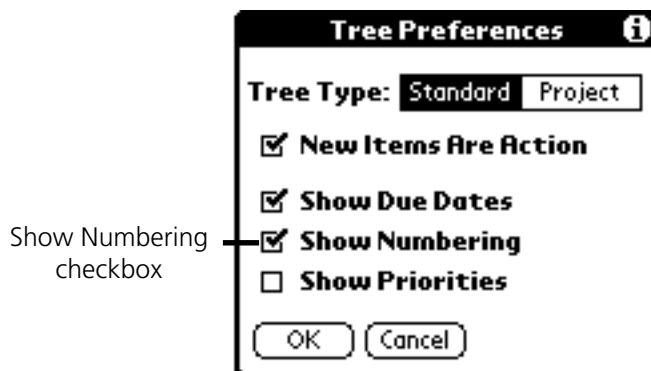 Tree Preferences
Tree Type: Standard Project
New Items Are Action
Show Due Dates
Show Numbering
Show Priorities
OK Cancel
Show Numbering
checkbox